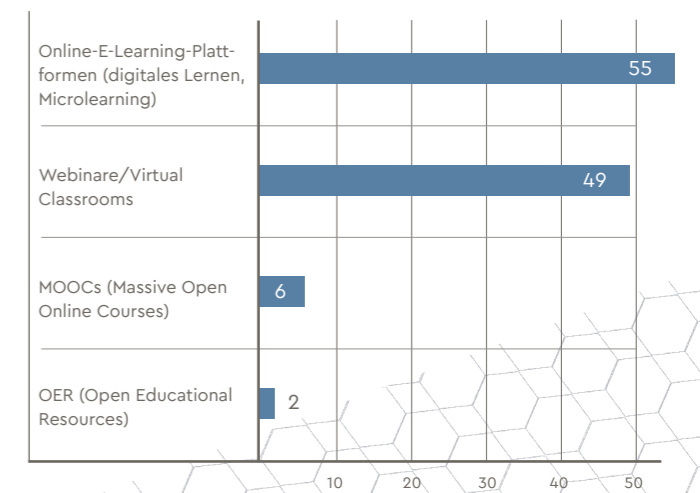 Online-E-Learning-Platt-
formen (digitales Lernen,
Microlearning)
55
Webinare/Virtual
Classrooms
49
MOOCs (Massive Open
Online Courses)
6
OER (Open Educational
Resources)
2
10 20 30 40 50